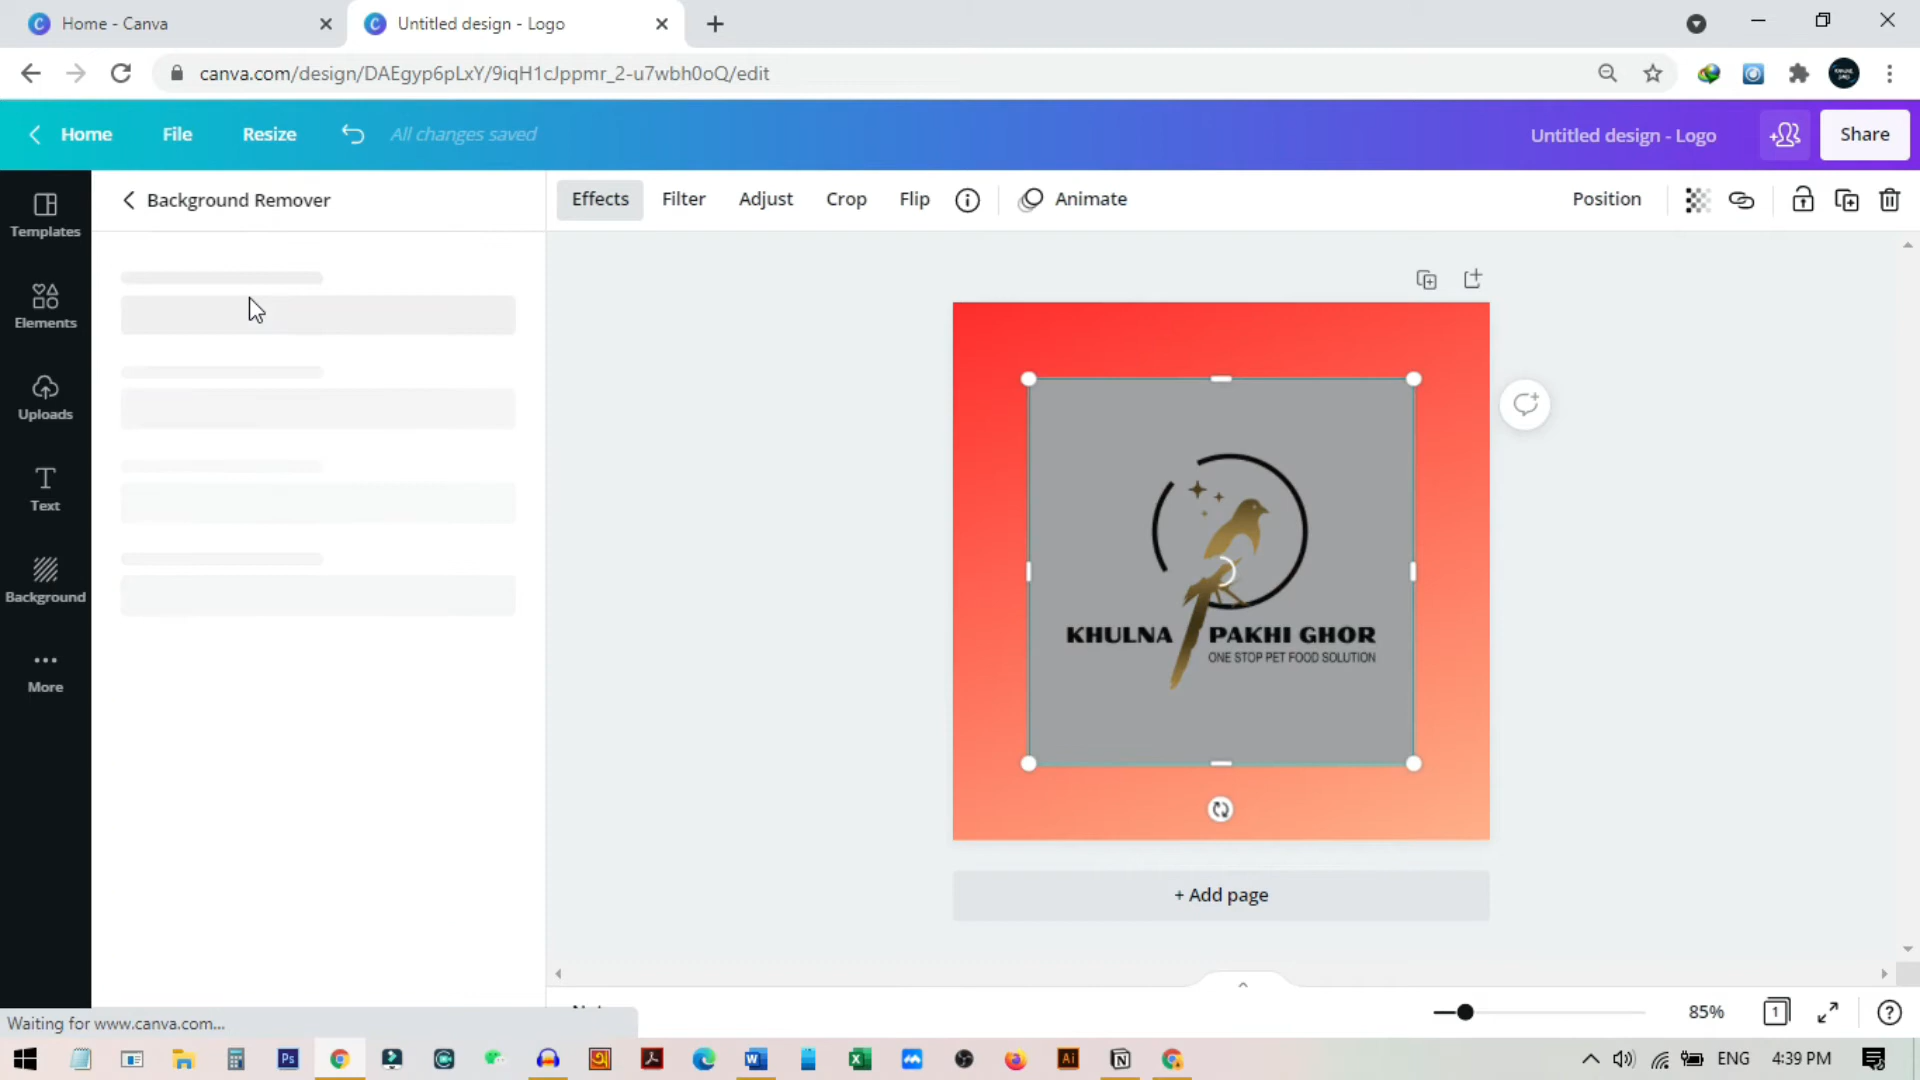 Home - Canva
Untitled design - Logo
canva.com/design/DAEgyp6pLxY/9iqH1cJppmr_2-u7wbh0oQ/edit
Home
File
Resize
All changes saved
Untitled design - Logo
Share
Templates
Elements
Uploads
Text
Background
More
Background Remover
Effects
Filter
Adjust
Crop
Flip
Animate
Position
KHULNA PAKHI GHOR
ONE STOP PET FOOD SOLUTION
+ Add page
85%
1
Waiting for www.canva.com...
ENG
4:39 PM